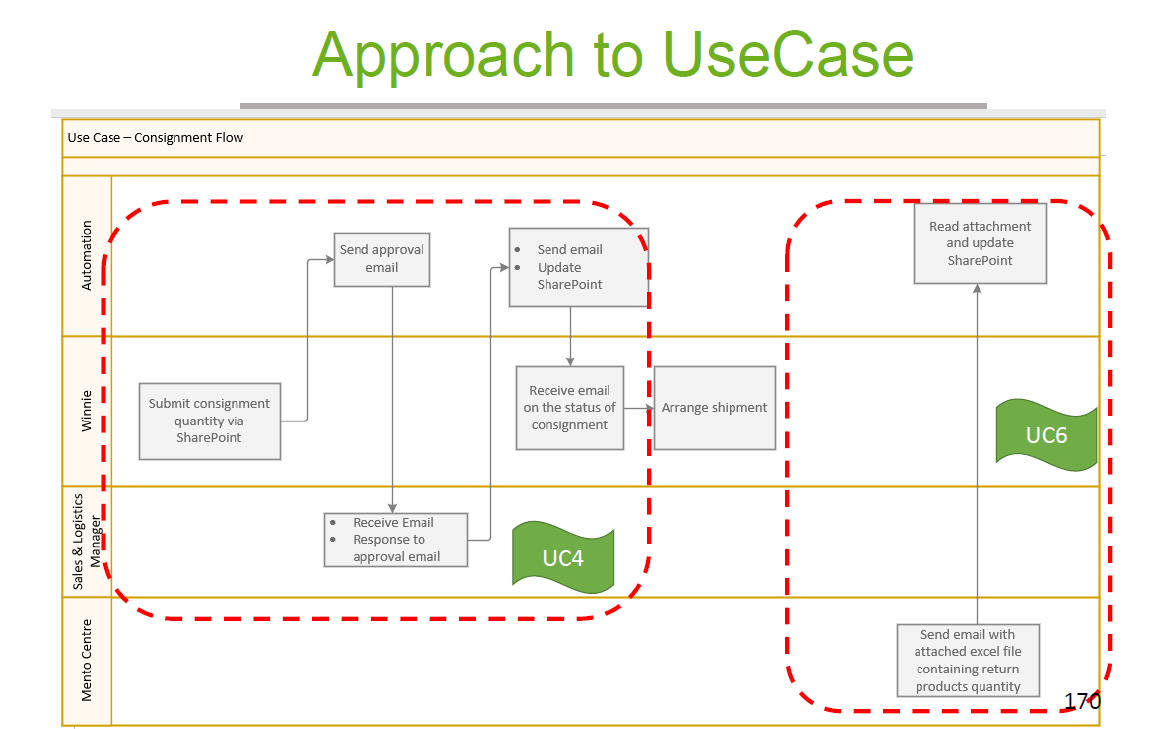 Approach to UseCase
Use Case – Consignment Flow
Automation
Send approval
email
• Send email
• Update
SharePoint
Read attachment
and update
SharePoint
Winnie
Submit consignment
quantity via
SharePoint
Receive email
on the status of
consignment
Arrange shipment
UC6
Sales & Logistics
Manager
• Receive Email
• Response to
approval email
UC4
Mento Centre
Send email with
attached excel file
containing return
products quantity
170